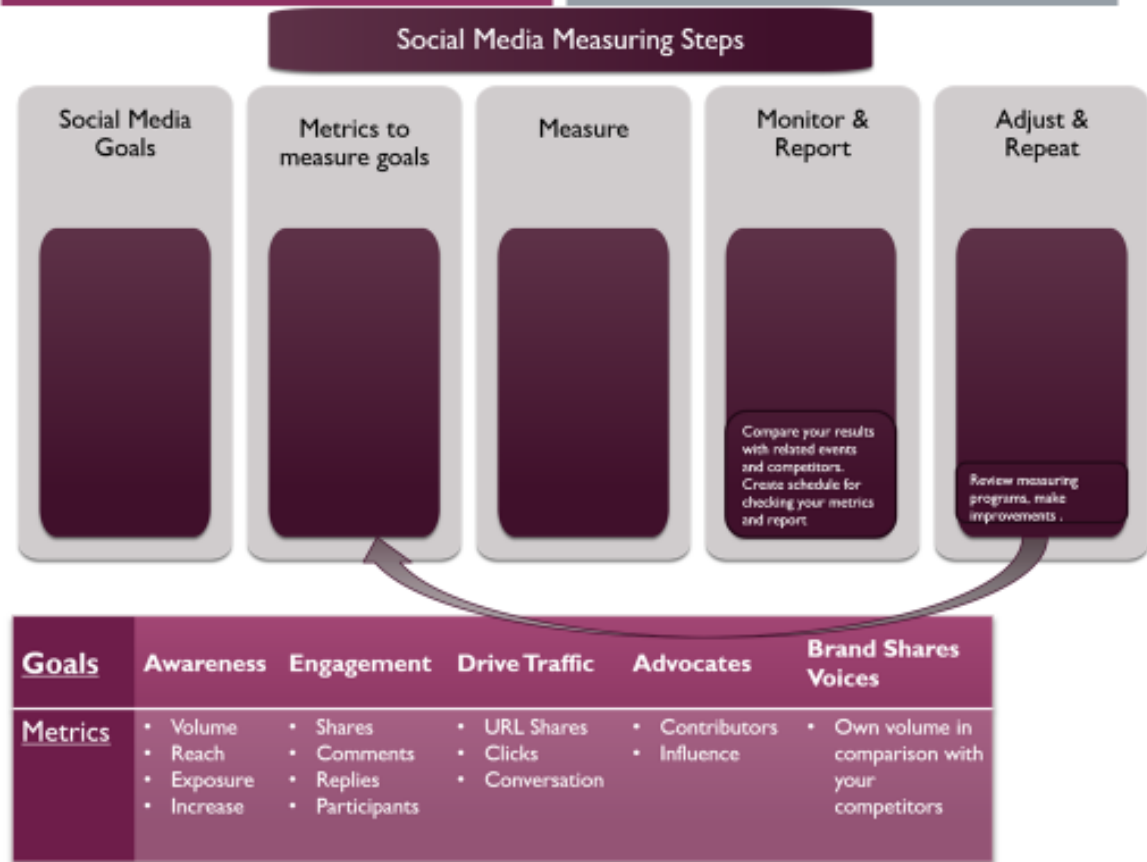 Social Media Measuring Steps
Social Media
Goals
Metrics to
measure goals
Measure
Monitor &
Report
Adjust &
Repeat
Compare your results
with related events
and competitors.
Create schedule for
checking your metrics
and report
Review measuring
programs, make
improvements .
Goals
Awareness
Engagement
Drive Traffic
Advocates
Brand Shares
Voices
Metrics
• Volume
• Reach
• Exposure
• Increase
• Shares
• Comments
• Replies
• Participants
• URL Shares
• Clicks
• Conversation
• Contributors
• Influence
• Own volume in
comparison with
your
competitors